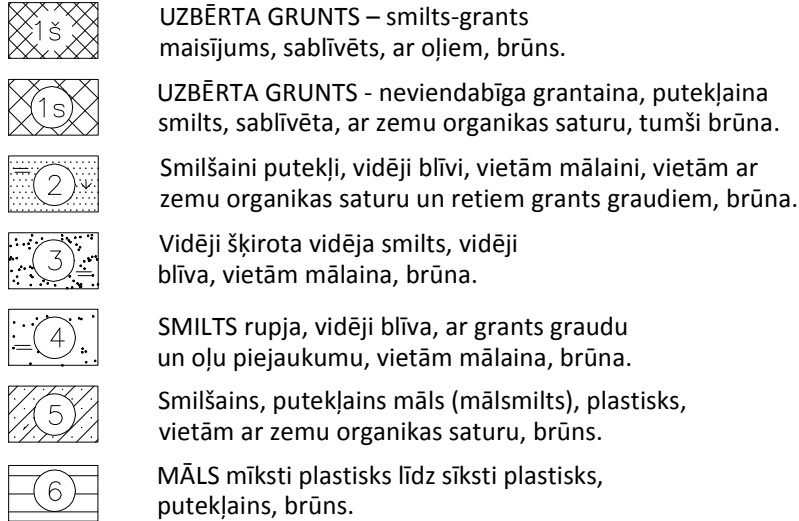 1š UZBĒRTA GRUNTS – smilts-grants
maisījums, sablīvēts, ar oļiem, brūns.
1s UZBĒRTA GRUNTS - neviendabīga grantaina, putekļaina
smilts, sablīvēta, ar zemu organikas saturu, tumši brūna.
2 Smilšaini putekļi, vidēji blīvi, vietām mālaini, vietām ar
zemu organikas saturu un retiem grants graudiem, brūna.
3 Vidēji šķirota vidēja smilts, vidēji
blīva, vietām mālaina, brūna.
4 SMILTS rupja, vidēji blīva, ar grants graudu
un oļu piejaukumu, vietām mālaina, brūna.
5 Smilšains, putekļains māls (mālsmilts), plastisks,
vietām ar zemu organikas saturu, brūns.
6 MĀLS mīksti plastisks līdz sīksti plastisks,
putekļains, brūns.